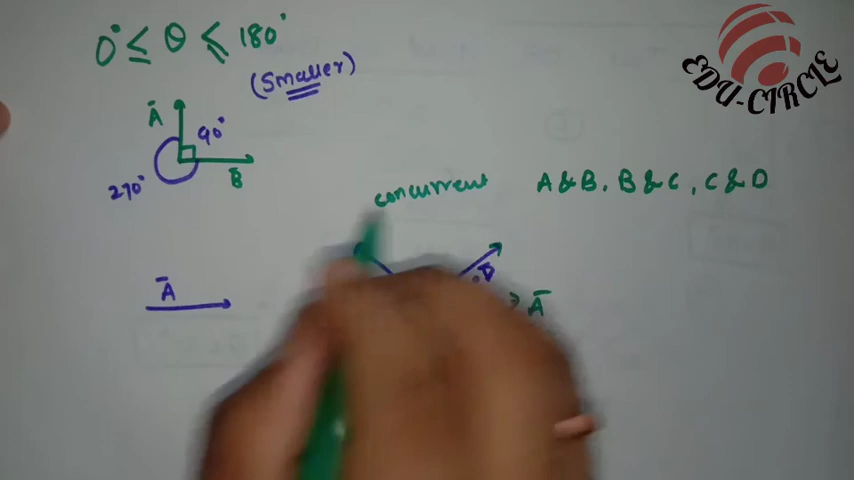 0° ≤ θ ≤ 180°
(Smaller)
Ā
90°
270°
B̄
concurrent A & B, B & C, C & D
Ā
Ā
EDU-CIRCLE